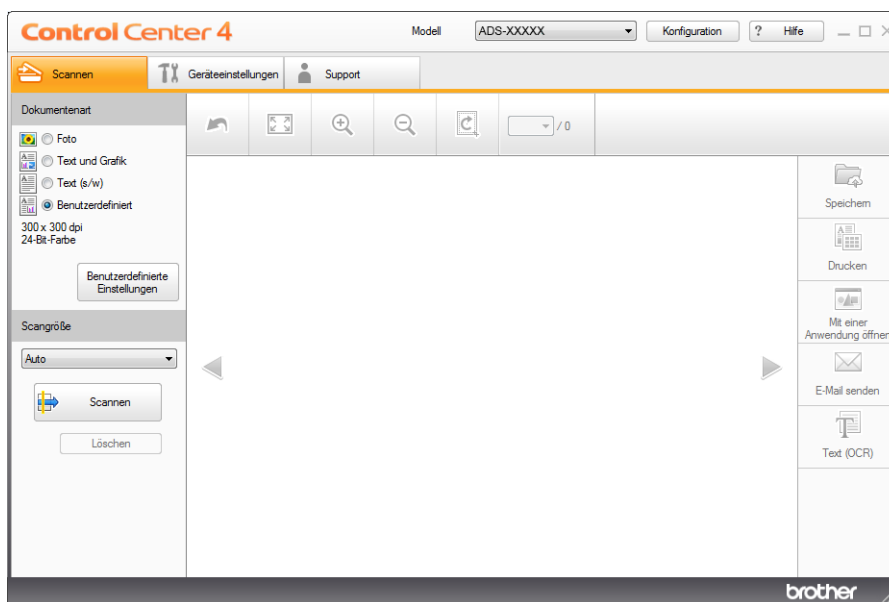 Control Center 4
Modell
ADS-XXXXX
Konfiguration
? Hilfe
Scannen
Geräteeinstellungen
Support
Dokumentenart
Foto
Text und Grafik
Text (s/w)
Benutzerdefiniert
300 x 300 dpi
24-Bit-Farbe
Benutzerdefinierte
Einstellungen
Scangröße
Auto
Scannen
Löschen
/ 0
Speichern
Drucken
Mit einer
Anwendung öffnen
E-Mail senden
Text (OCR)
brother